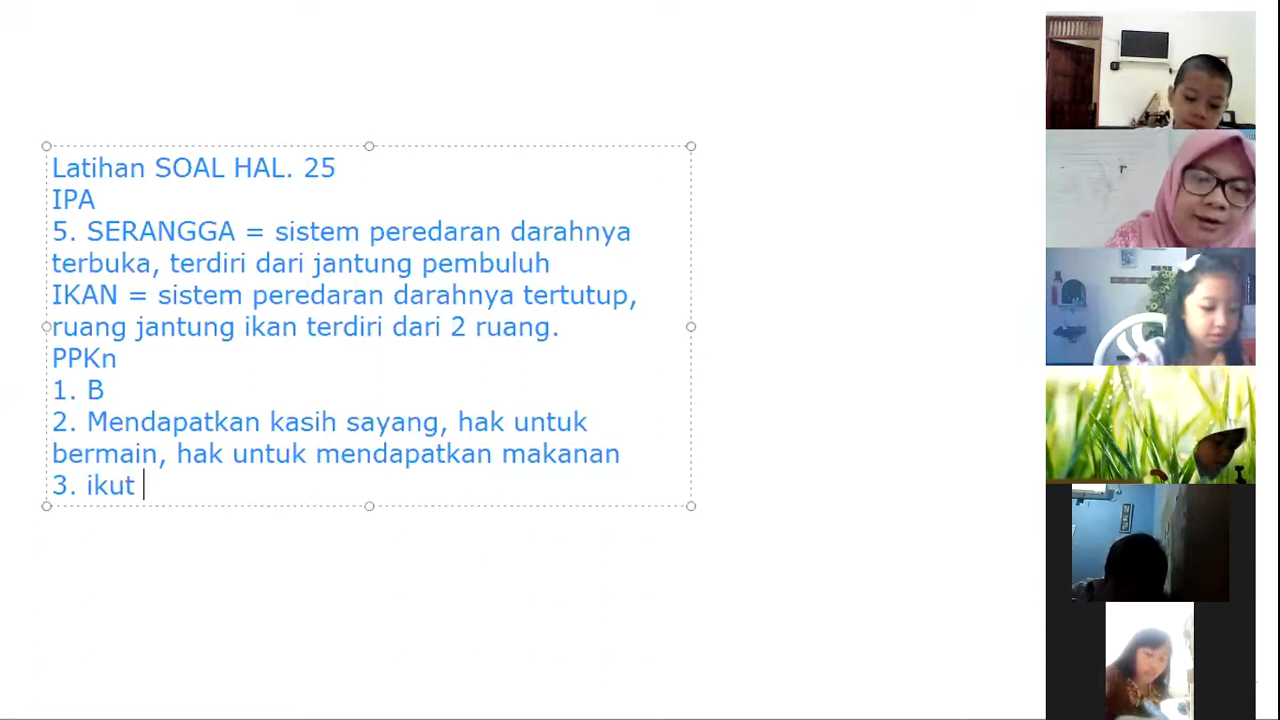 Latihan SOAL HAL. 25
IPA
5. SERANGGA = sistem peredaran darahnya
terbuka, terdiri dari jantung pembuluh
IKAN = sistem peredaran darahnya tertutup,
ruang jantung ikan terdiri dari 2 ruang.
PPKn
1. B
2. Mendapatkan kasih sayang, hak untuk
bermain, hak untuk mendapatkan makanan
3. ikut